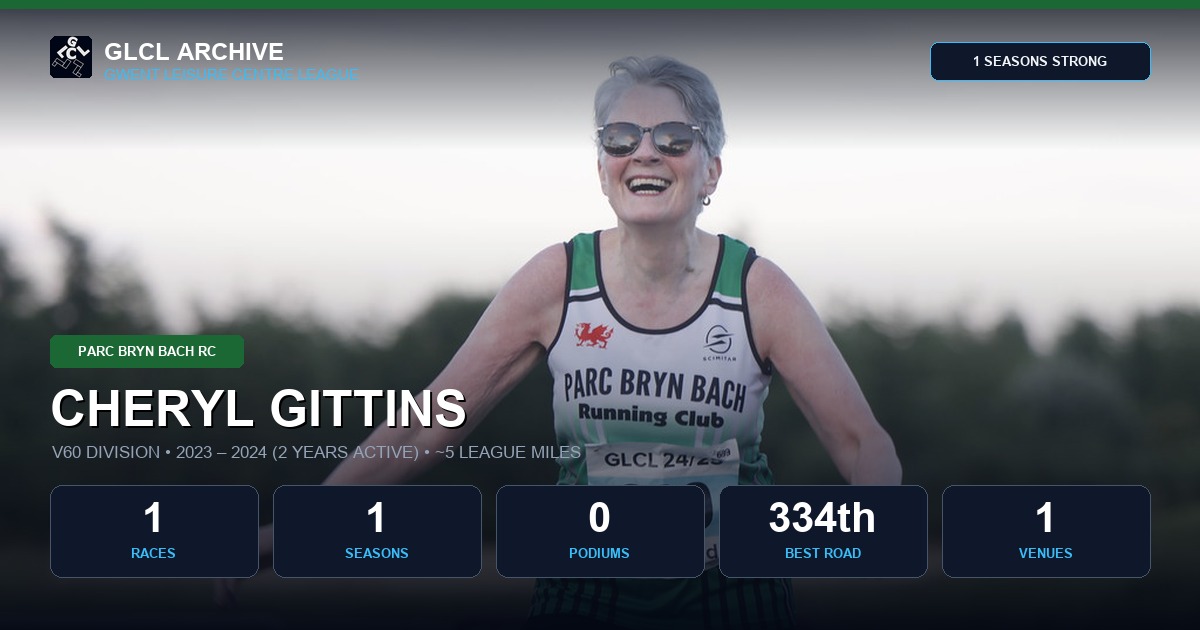 GLCL ARCHIVE
GWENT LEISURE CENTRE LEAGUE
1 SEASONS STRONG
SCIMITAR
PARC BRYN BACH
Running Club
GLCL 24/25
PARC BRYN BACH RC
CHERYL GITTINS
V60 DIVISION • 2023 – 2024 (2 YEARS ACTIVE) • ~5 LEAGUE MILES
1
RACES
1
SEASONS
0
PODIUMS
334th
BEST ROAD
1
VENUES